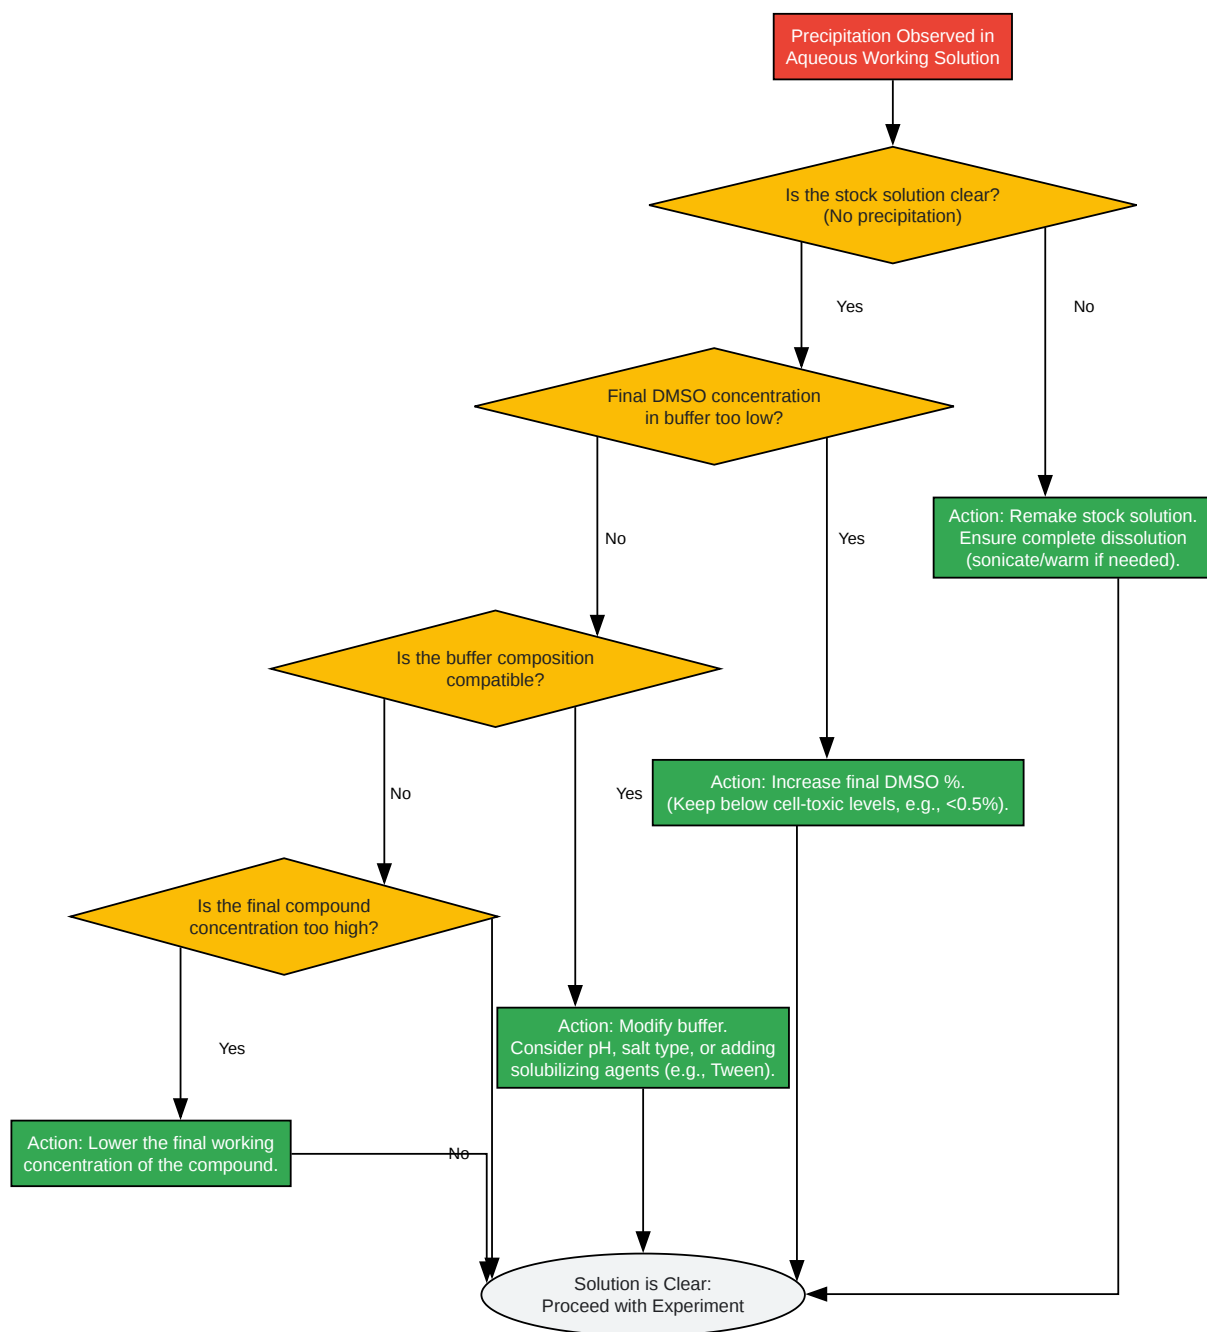 Precipitation Observed in
Aqueous Working Solution
Is the stock solution clear?
(No precipitation)
Yes
No
Final DMSO concentration
in buffer too low?
No
Yes
Action: Remake stock solution.
Ensure complete dissolution
(sonicate/warm if needed).
Is the buffer composition
compatible?
No
Yes
Action: Increase final DMSO %.
(Keep below cell-toxic levels, e.g., <0.5%).
Is the final compound
concentration too high?
Yes
Action: Modify buffer.
Consider pH, salt type, or adding
solubilizing agents (e.g., Tween).
Action: Lower the final working
concentration of the compound.
No
Solution is Clear:
Proceed with Experiment